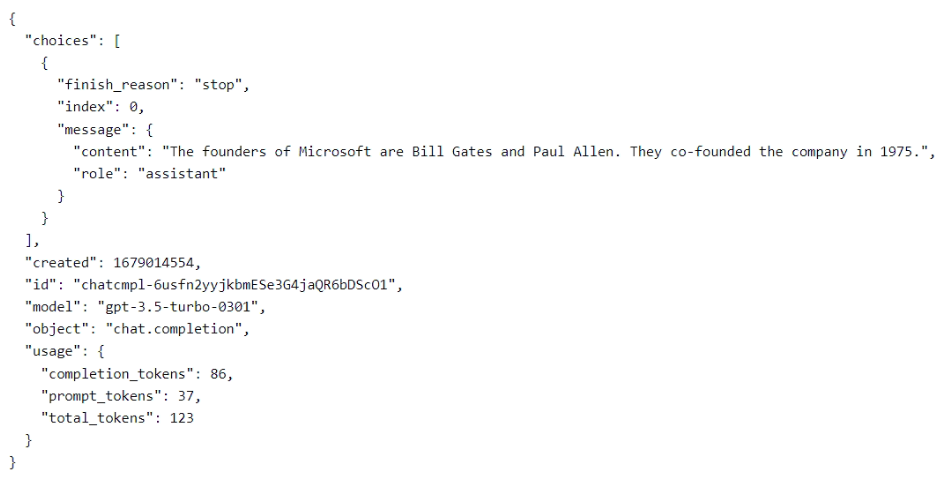 {
  "choices": [
    {
      "finish_reason": "stop",
      "index": 0,
      "message": {
        "content": "The founders of Microsoft are Bill Gates and Paul Allen. They co-founded the company in 1975.",
        "role": "assistant"
      }
    }
  ],
  "created": 1679014554,
  "id": "chatcmpl-6usfn2yyjkbmESe3G4jaQR6bDScO1",
  "model": "gpt-3.5-turbo-0301",
  "object": "chat.completion",
  "usage": {
    "completion_tokens": 86,
    "prompt_tokens": 37,
    "total_tokens": 123
  }
}